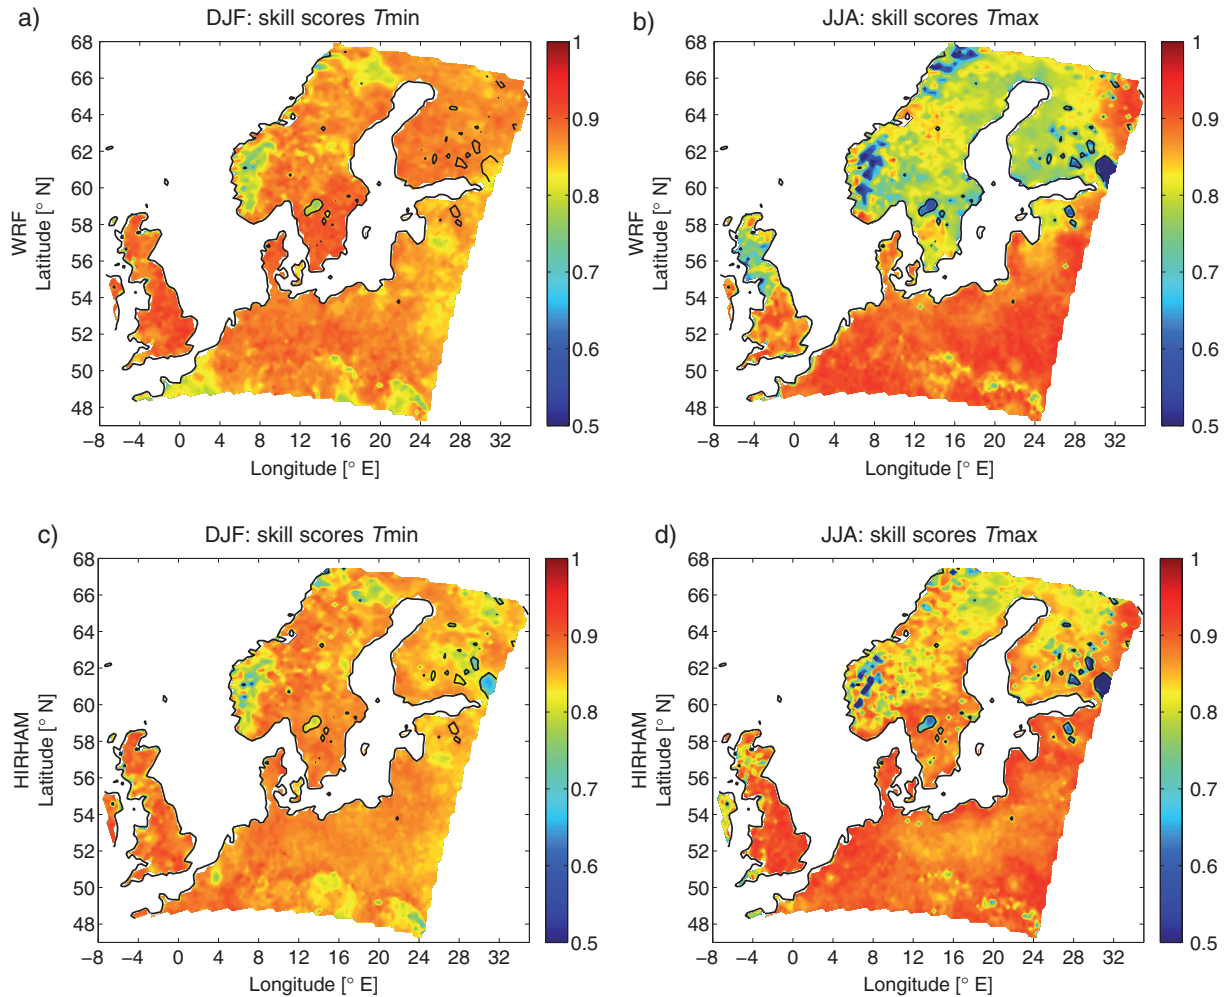 a)
DJF: skill scores Tmin
WRF
Latitude [° N]
68
66
64
62
60
58
56
54
52
50
48
−8 −4 0 4 8 12 16 20 24 28 32
Longitude [° E]
1
0.9
0.8
0.7
0.6
0.5
b)
JJA: skill scores Tmax
WRF
Latitude [° N]
68
66
64
62
60
58
56
54
52
50
48
−8 −4 0 4 8 12 16 20 24 28 32
Longitude [° E]
1
0.9
0.8
0.7
0.6
0.5
c)
DJF: skill scores Tmin
HIRHAM
Latitude [° N]
68
66
64
62
60
58
56
54
52
50
48
−8 −4 0 4 8 12 16 20 24 28 32
Longitude [° E]
1
0.9
0.8
0.7
0.6
0.5
d)
JJA: skill scores Tmax
HIRHAM
Latitude [° N]
68
66
64
62
60
58
56
54
52
50
48
−8 −4 0 4 8 12 16 20 24 28 32
Longitude [° E]
1
0.9
0.8
0.7
0.6
0.5